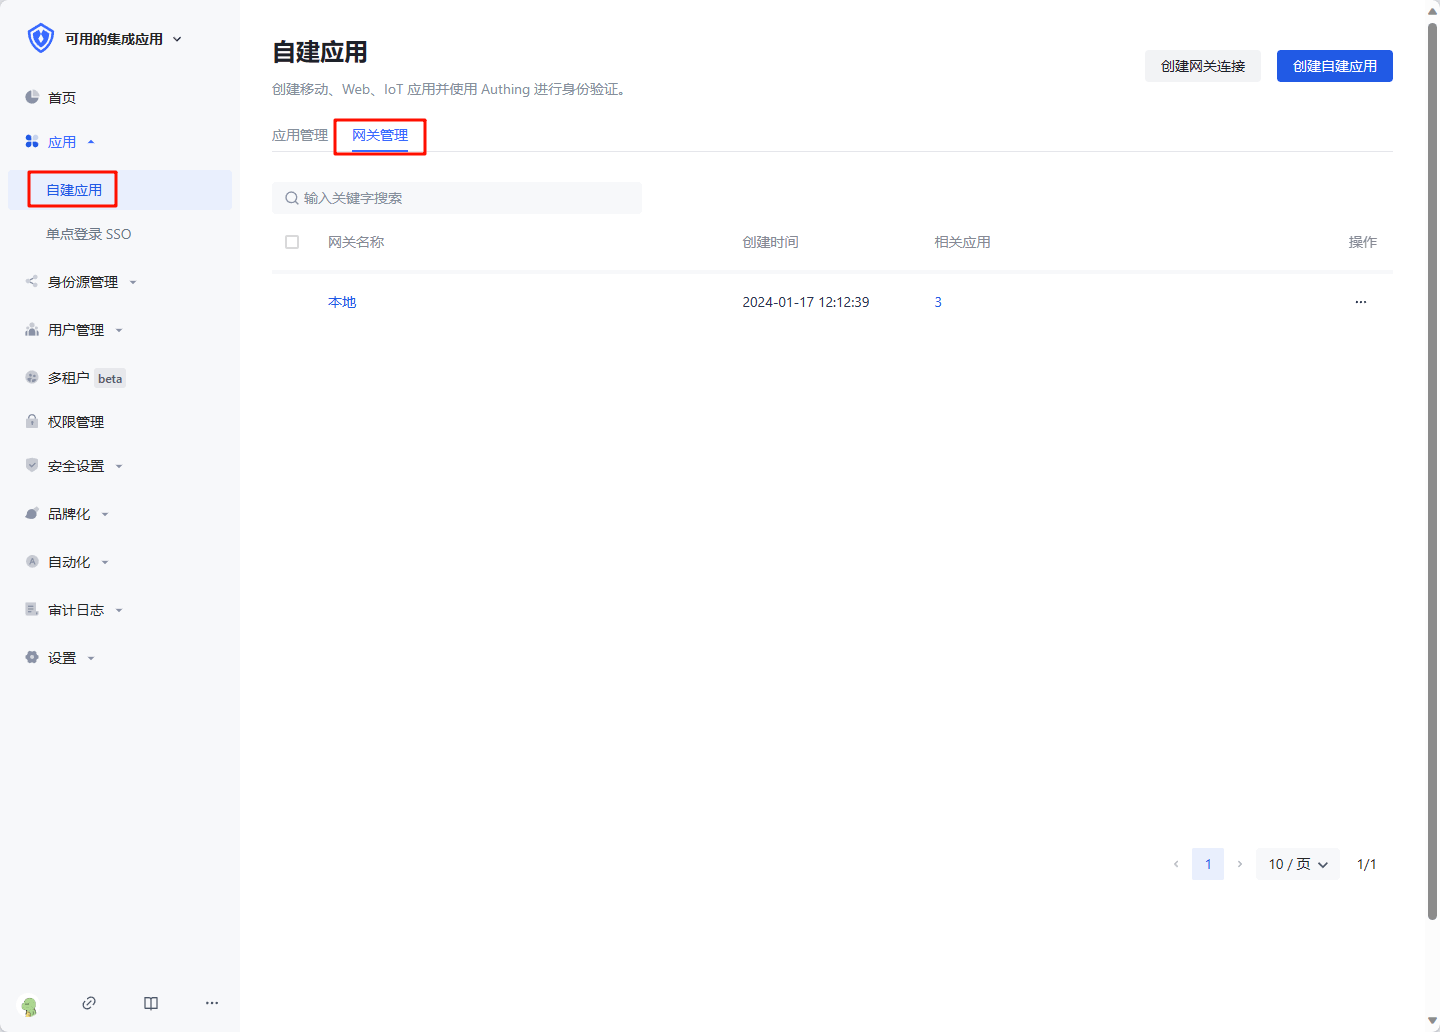 可用的集成应用
首页
应用
自建应用
单点登录 SSO
身份源管理
用户管理
多租户 beta
权限管理
安全设置
品牌化
自动化
审计日志
设置
自建应用
创建移动、Web、IoT 应用并使用 Authing 进行身份验证。
创建网关连接
创建自建应用
应用管理 网关管理
输入关键字搜索
网关名称 创建时间 相关应用 操作
本地 2024-01-17 12:12:39 3 ···
1 10 / 页 1/1